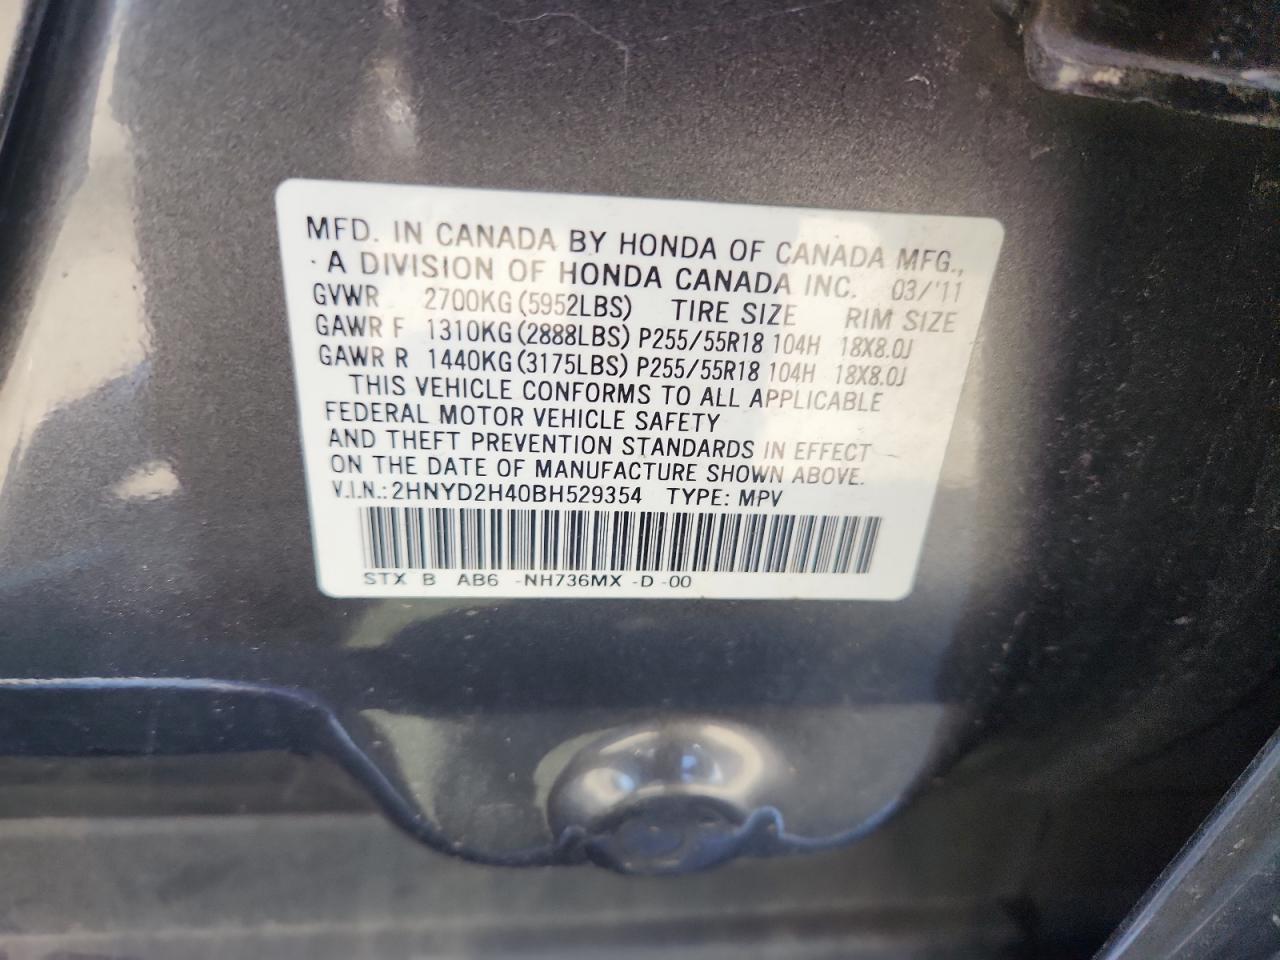 MFD. IN CANADA BY HONDA OF CANADA MFG.,
A DIVISION OF HONDA CANADA INC. 03/'11
GVWR 2700KG (5952LBS) TIRE SIZE RIM SIZE
GAWR F 1310KG (2888LBS) P255/55R18 104H 18X8.0J
GAWR R 1440KG (3175LBS) P255/55R18 104H 18X8.0J
THIS VEHICLE CONFORMS TO ALL APPLICABLE
FEDERAL MOTOR VEHICLE SAFETY
AND THEFT PREVENTION STANDARDS IN EFFECT
ON THE DATE OF MANUFACTURE SHOWN ABOVE.
V.I.N.: 2HNYD2H40BH529354 TYPE: MPV
STX B AB6 -NH736MX -D -00